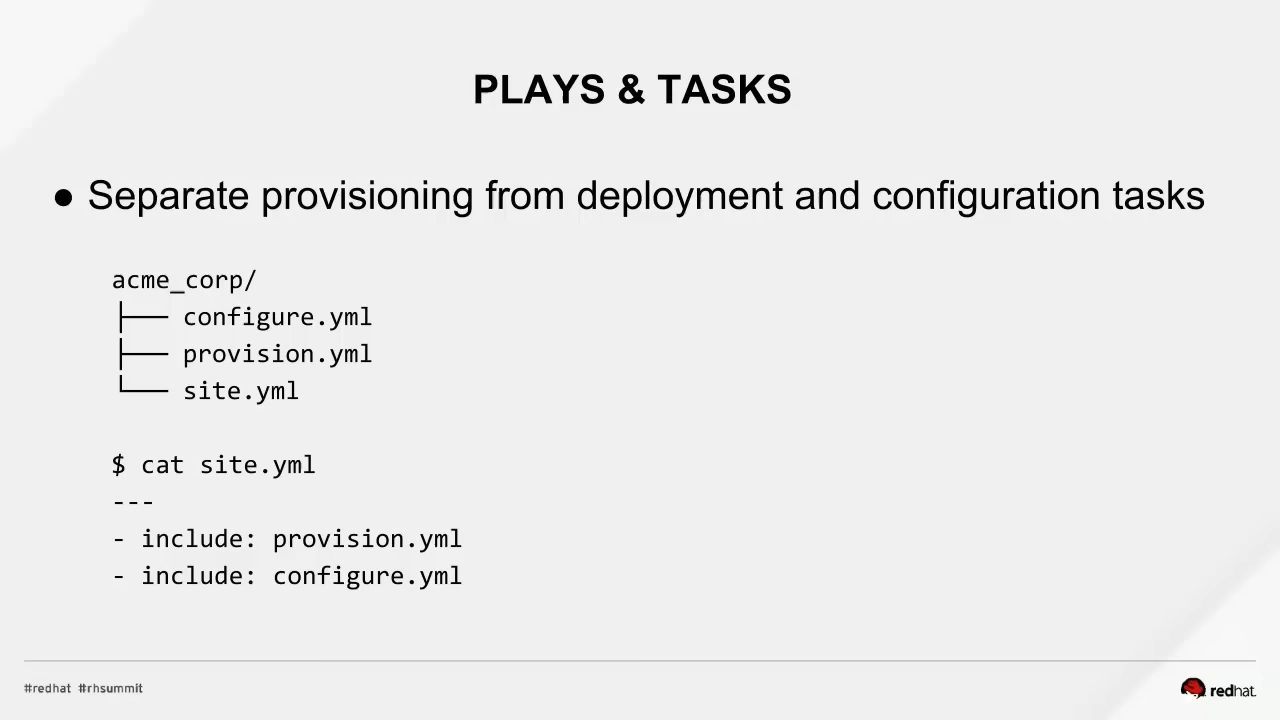 PLAYS & TASKS
● Separate provisioning from deployment and configuration tasks
acme_corp/
├── configure.yml
├── provision.yml
└── site.yml
$ cat site.yml
---
- include: provision.yml
- include: configure.yml
#redhat #rhsummit
redhat.